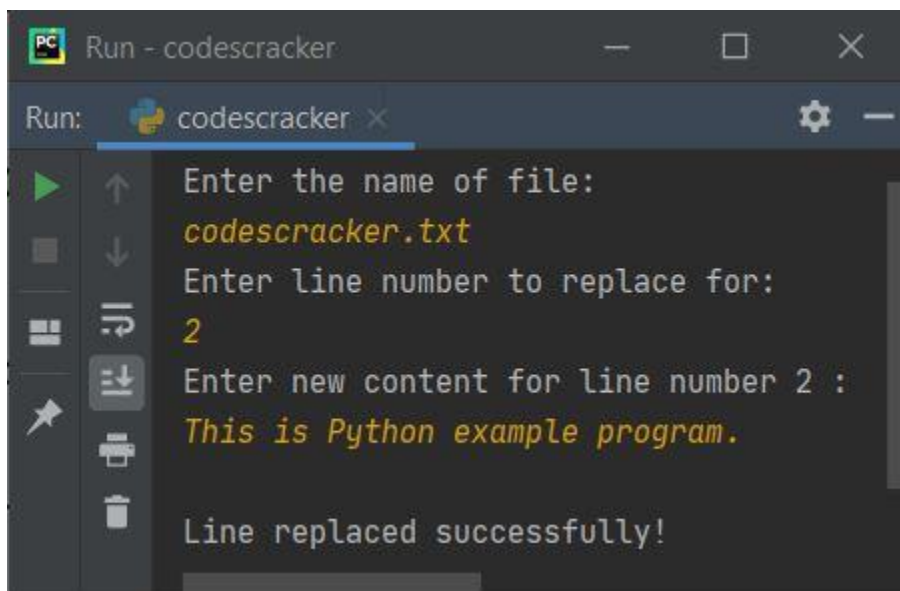 PC
Run - codescracker
Run:
codescracker
Enter the name of file:
codescracker.txt
Enter line number to replace for:
2
Enter new content for line number 2 :
This is Python example program.
Line replaced successfully!